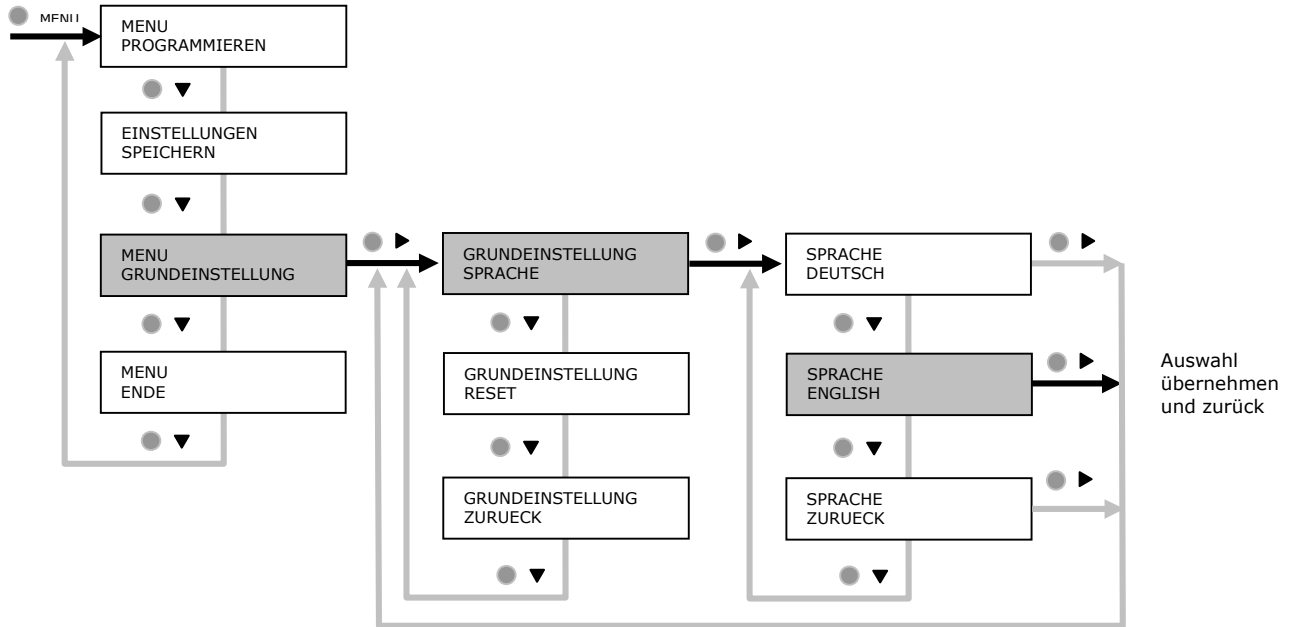 MENU
MENU
PROGRAMMIEREN
EINSTELLUNGEN
SPEICHERN
MENU
GRUNDEINSTELLUNG
MENU
ENDE
GRUNDEINSTELLUNG
SPRACHE
GRUNDEINSTELLUNG
RESET
GRUNDEINSTELLUNG
ZURUECK
SPRACHE
DEUTSCH
SPRACHE
ENGLISH
SPRACHE
ZURUECK
Auswahl
übernehmen
und zurück